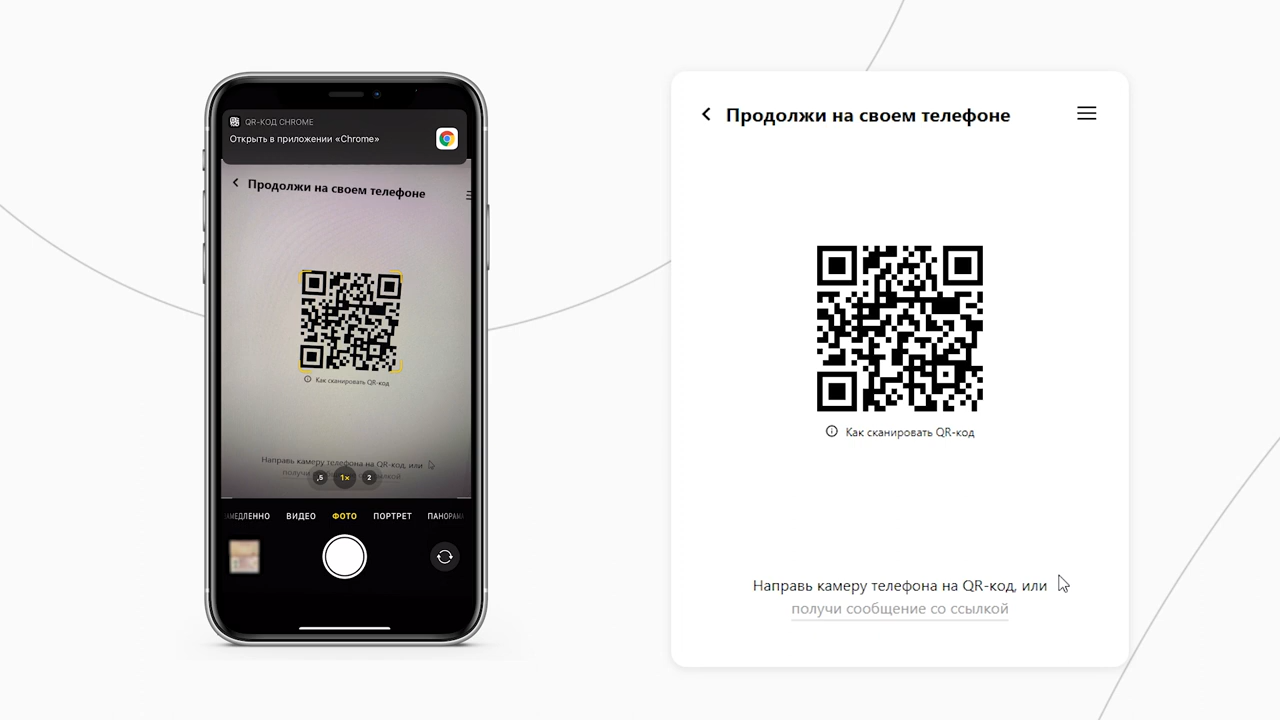 QR-КОД CHROME
Открыть в приложении «Chrome»
Продолжи на своем телефоне
Как сканировать QR-код
Направь камеру телефона на QR-код, или
,5 1× 2
ВИДЕО ФОТО ПОРТРЕТ
Продолжи на своем телефоне
Как сканировать QR-код
Направь камеру телефона на QR-код, или
получи сообщение со ссылкой